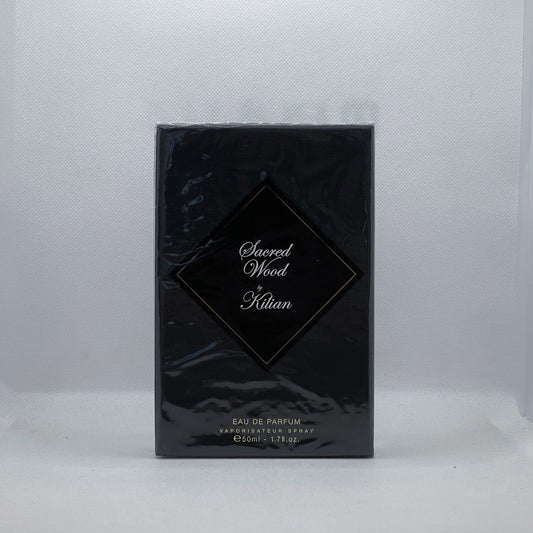 Sacred
Wood
by
Kilian
EAU DE PARFUM
VAPORISATEUR SPRAY
℮50ml - 1.7fl.oz.